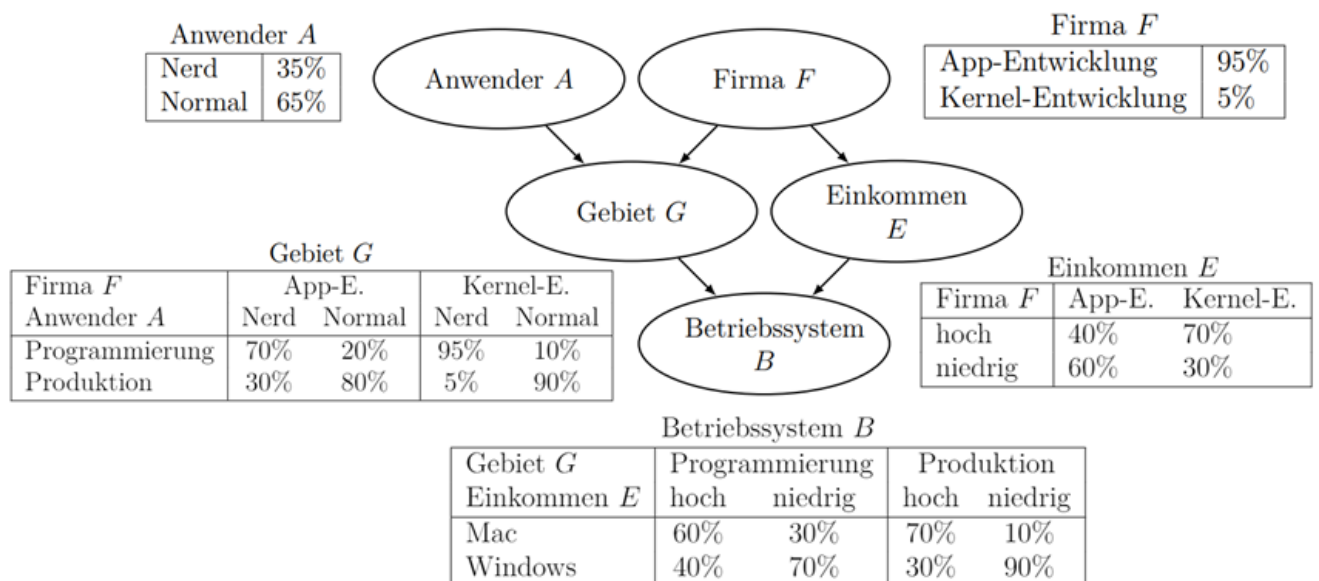 Anwender A
Nerd 35%
Normal 65%
Anwender A
Firma F
Firma F
App-Entwicklung 95%
Kernel-Entwicklung 5%
Gebiet G
Einkommen
E
Gebiet G
Firma F App-E. Kernel-E.
Anwender A Nerd Normal Nerd Normal
Programmierung 70% 20% 95% 10%
Produktion 30% 80% 5% 90%
Betriebssystem
B
Einkommen E
Firma F App-E. Kernel-E.
hoch 40% 70%
niedrig 60% 30%
Betriebssystem B
Gebiet G Programmierung Produktion
Einkommen E hoch niedrig hoch niedrig
Mac 60% 30% 70% 10%
Windows 40% 70% 30% 90%